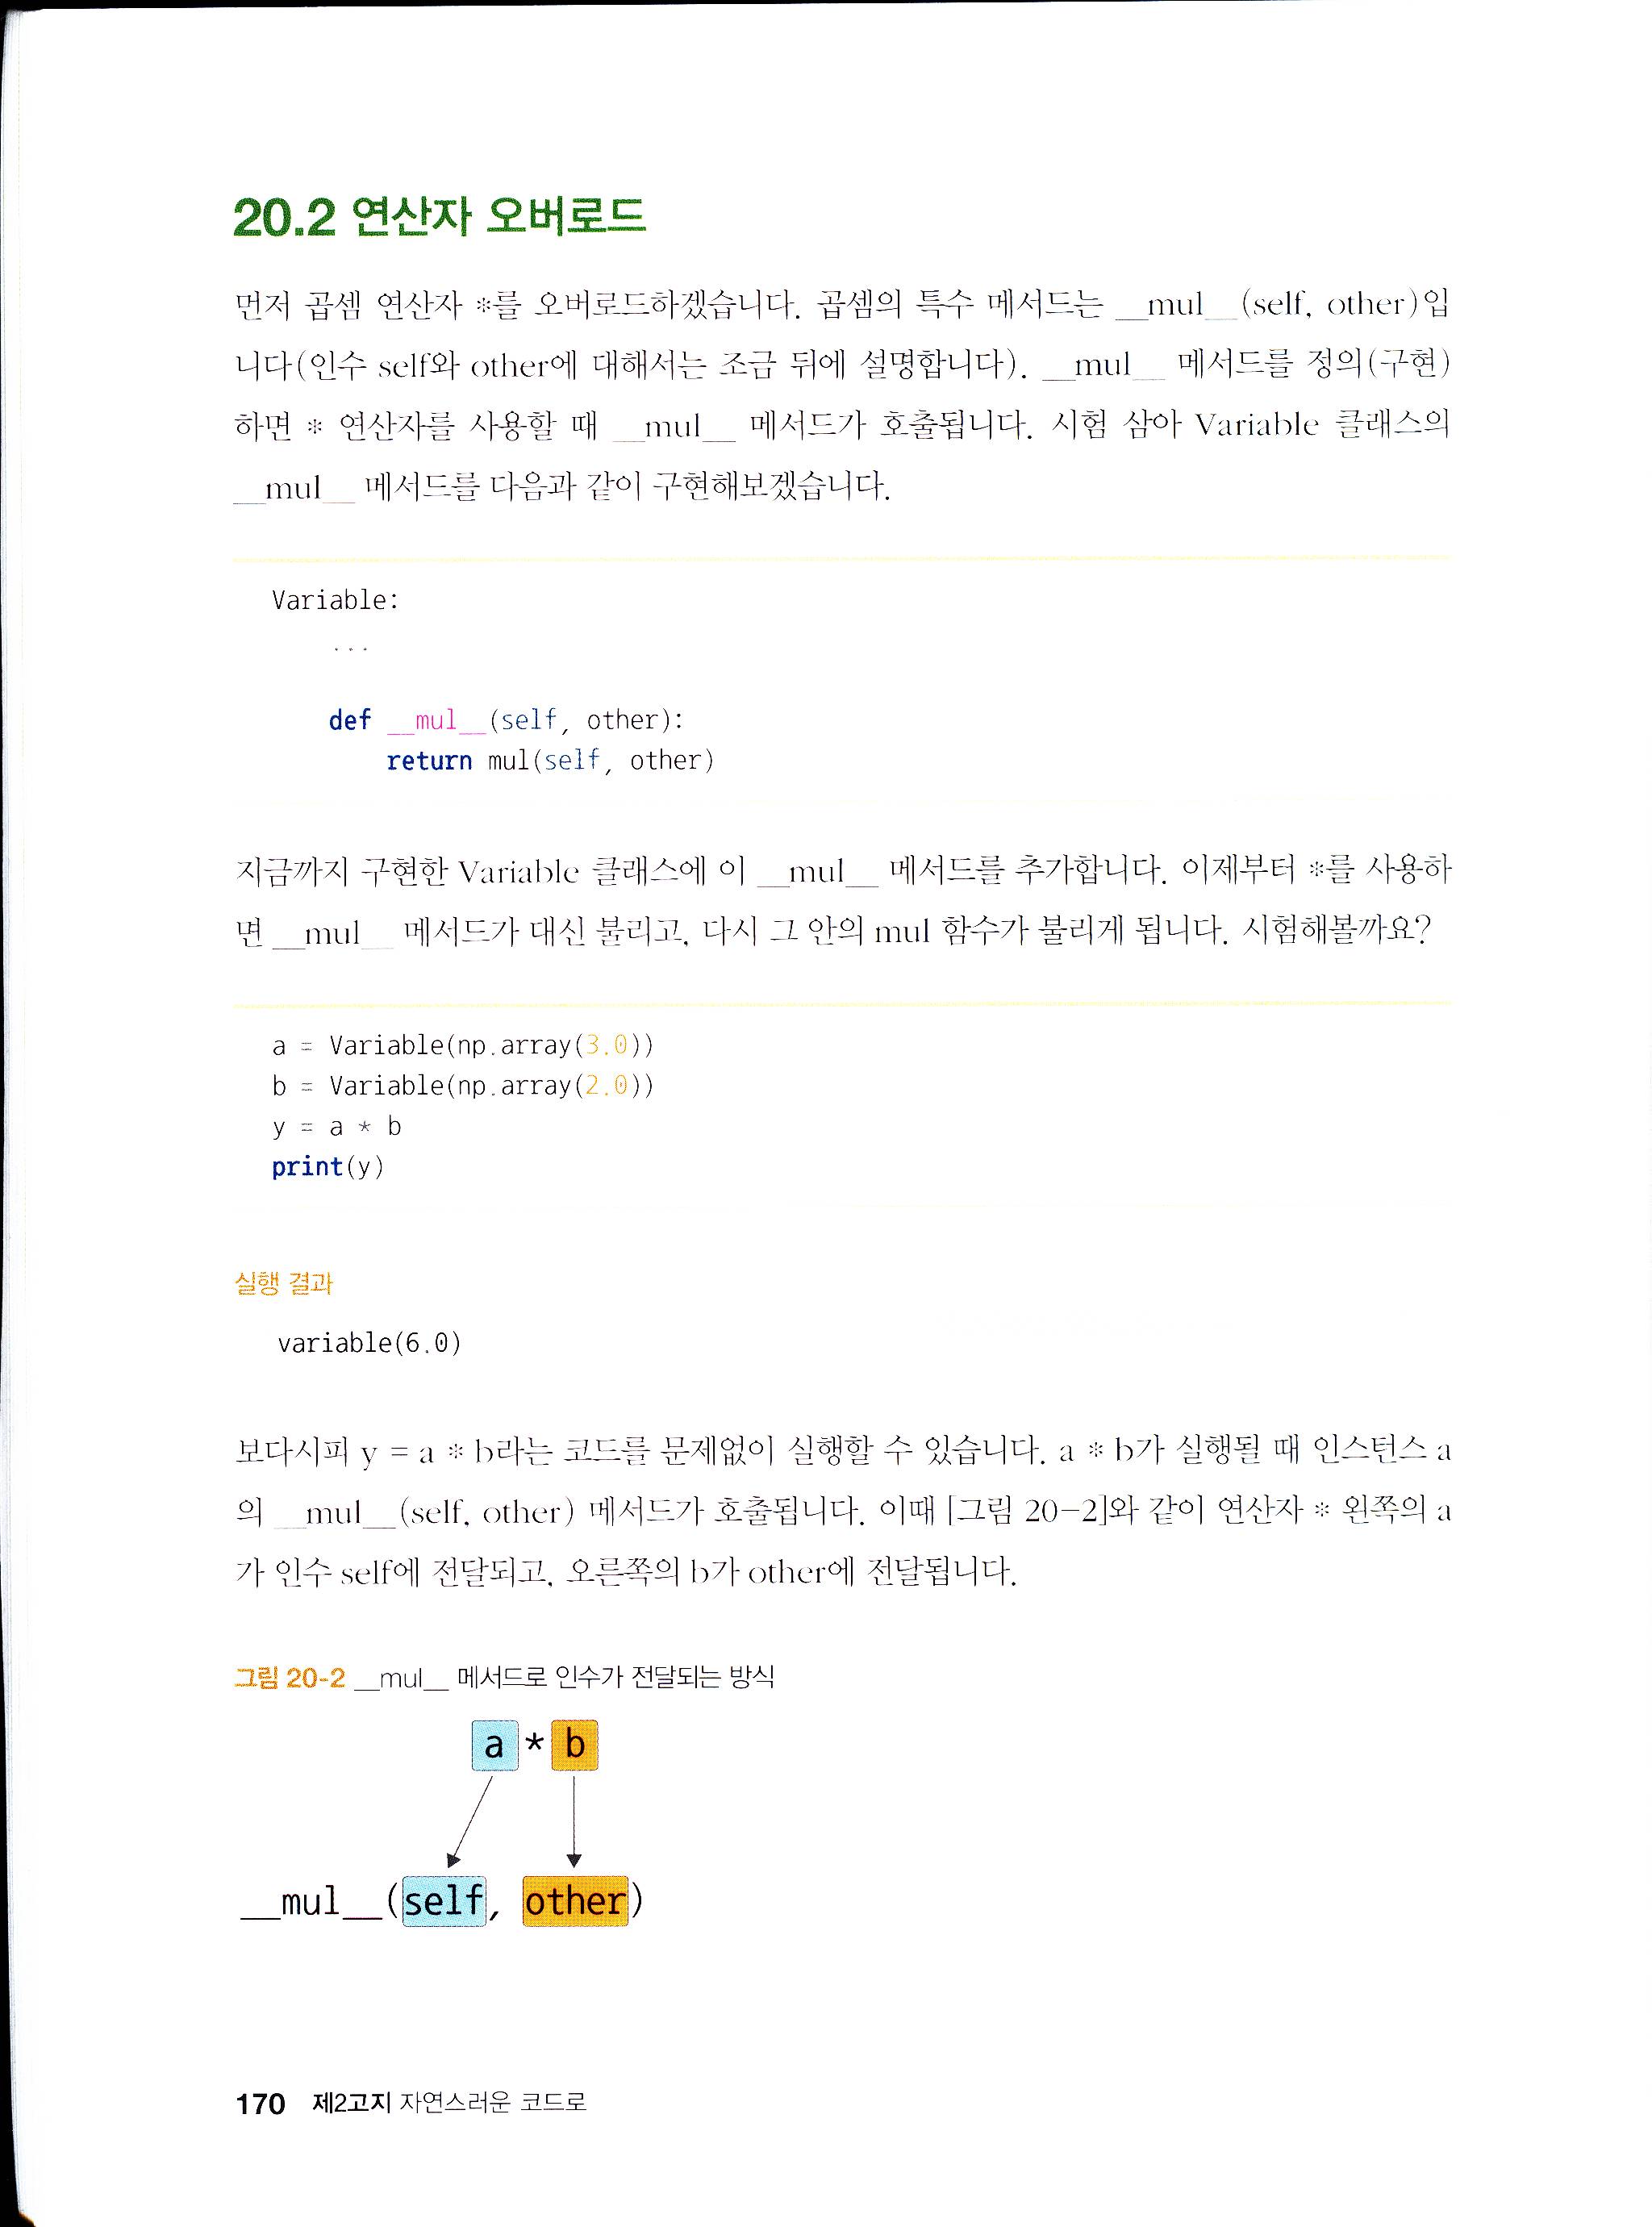 20.2 연산자 오버로드
먼저 곱셈 연산자 *를 오버로드하겠습니다. 곱셈의 특수 메서드는 __mul__(self, other)입
니다(인수 self와 other에 대해서는 조금 뒤에 설명합니다). __mul__ 메서드를 정의(구현)
하면 * 연산자를 사용할 때 __mul__ 메서드가 호출됩니다. 시험 삼아 Variable 클래스의
__mul__ 메서드를 다음과 같이 구현해보겠습니다.
Variable:
...
def __mul__(self, other):
return mul(self, other)
지금까지 구현한 Variable 클래스에 이 __mul__ 메서드를 추가합니다. 이제부터 *를 사용하
면 __mul__ 메서드가 대신 불리고, 다시 그 안의 mul 함수가 불리게 됩니다. 시험해볼까요?
a = Variable(np.array(3.0))
b = Variable(np.array(2.0))
y = a * b
print(y)
실행 결과
variable(6.0)
보다시피 y = a * b라는 코드를 문제없이 실행할 수 있습니다. a * b가 실행될 때 인스턴스 a
의 __mul__(self, other) 메서드가 호출됩니다. 이때 [그림 20-2]와 같이 연산자 * 왼쪽의 a
가 인수 self에 전달되고, 오른쪽의 b가 other에 전달됩니다.
그림 20-2 __mul__ 메서드로 인수가 전달되는 방식
a * b
__mul__(self, other)
170 제2고지 자연스러운 코드로